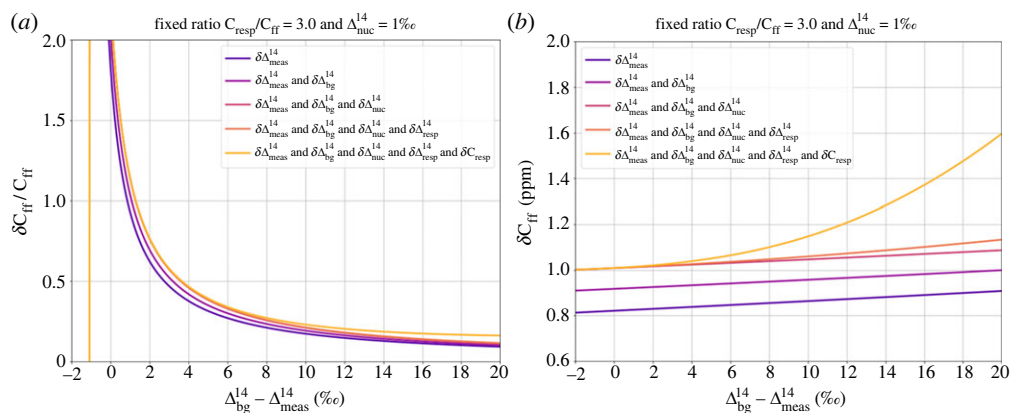 (a)
fixed ratio C_resp/C_ff = 3.0 and Δ^14_nuc = 1‰
2.0
1.5
1.0
0.5
0
δC_ff / C_ff
δΔ^14_meas
δΔ^14_meas and δΔ^14_bg
δΔ^14_meas and δΔ^14_bg and δΔ^14_nuc
δΔ^14_meas and δΔ^14_bg and δΔ^14_nuc and δΔ^14_resp
δΔ^14_meas and δΔ^14_bg and δΔ^14_nuc and δΔ^14_resp and δC_resp
−2 0 2 4 6 8 10 12 14 16 18 20
Δ^14_bg − Δ^14_meas (‰)
(b)
fixed ratio C_resp/C_ff = 3.0 and Δ^14_nuc = 1‰
2.0
1.8
1.6
1.4
1.2
1.0
0.8
0.6
δC_ff (ppm)
δΔ^14_meas
δΔ^14_meas and δΔ^14_bg
δΔ^14_meas and δΔ^14_bg and δΔ^14_nuc
δΔ^14_meas and δΔ^14_bg and δΔ^14_nuc and δΔ^14_resp
δΔ^14_meas and δΔ^14_bg and δΔ^14_nuc and δΔ^14_resp and δC_resp
−2 0 2 4 6 8 10 12 14 16 18 20
Δ^14_bg − Δ^14_meas (‰)